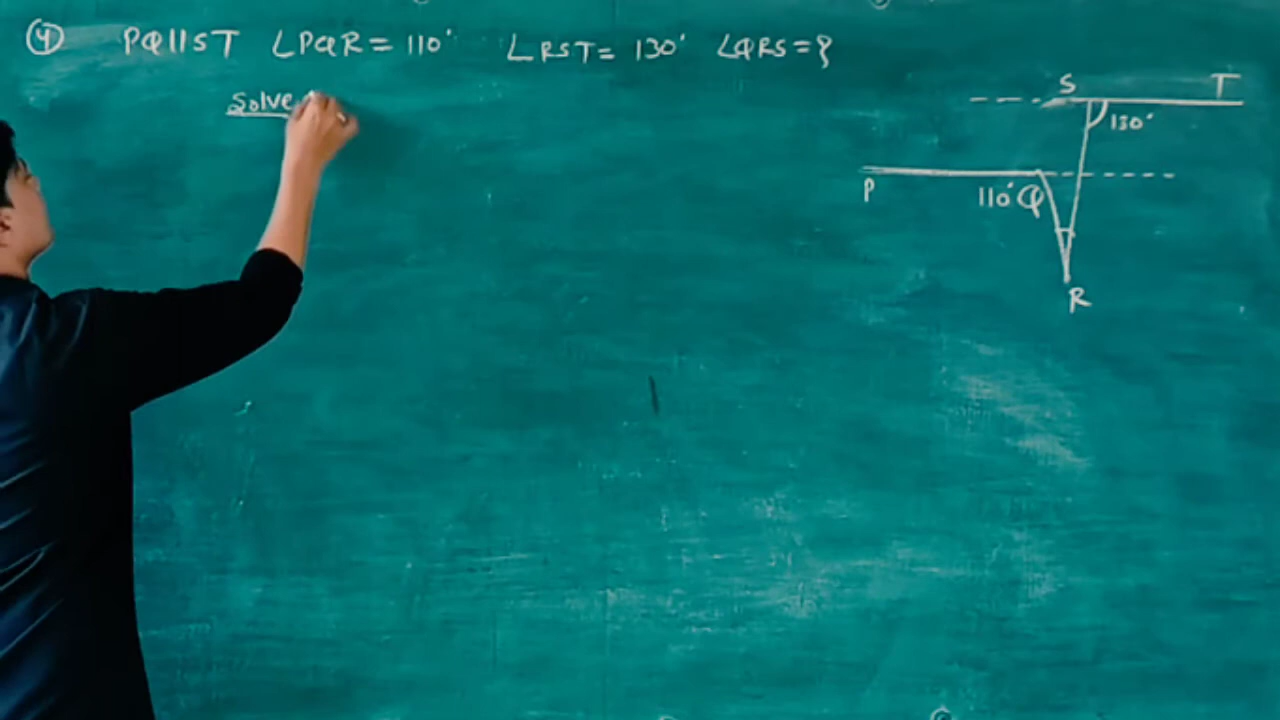 ④ PQ||ST ∠PQR = 110° ∠RST = 130° ∠QRS = ?
Solve
S T
130°
P 110° Q
R